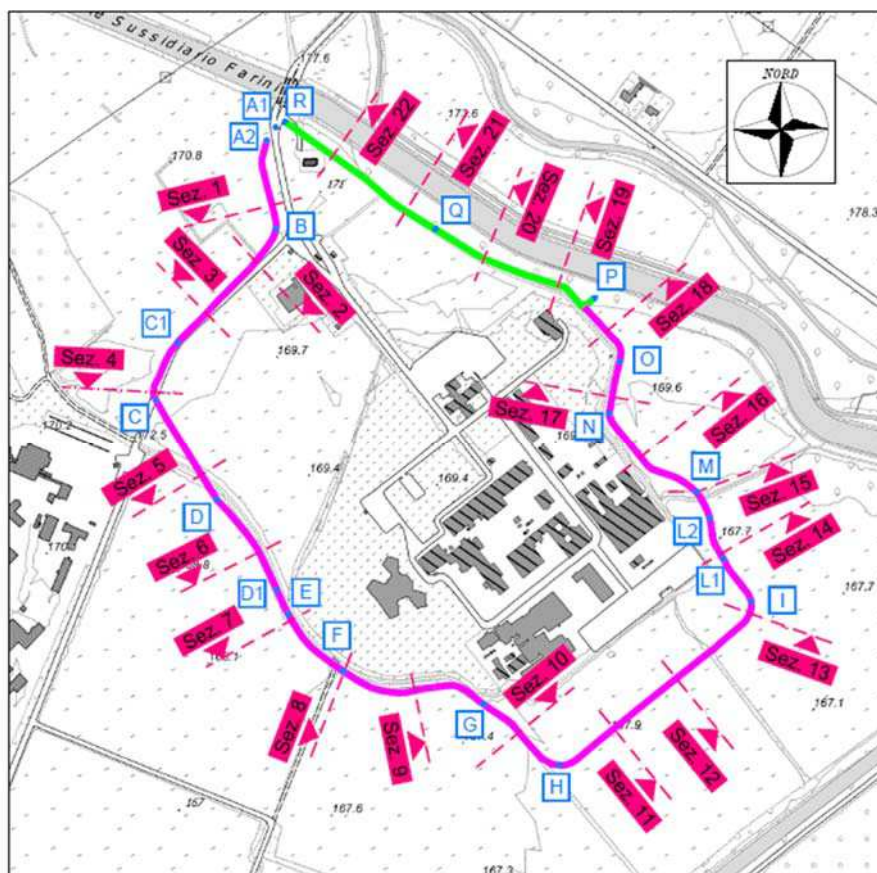 Sussidiario Farini
177.6
NORD
A1
R
A2
Sez. 22
177.6
Sez. 21
170.8
171
Sez. 1
Sez. 20
Sez. 19
178.3
B
Q
Sez. 3
Sez. 2
P
Sez. 18
C1
169.7
Sez. 4
O
169.6
C
Sez. 17
N
Sez. 16
170.2
172.5
169.4
169.4
M
Sez. 5
D
Sez. 15
L2
167.7
Sez. 14
Sez. 6
L1
167.7
D1
E
I
Sez. 7
F
Sez. 13
Sez. 10
Sez. 8
Sez. 9
G
167.1
167.9
Sez. 12
H
Sez. 11
167
167.6
167.3